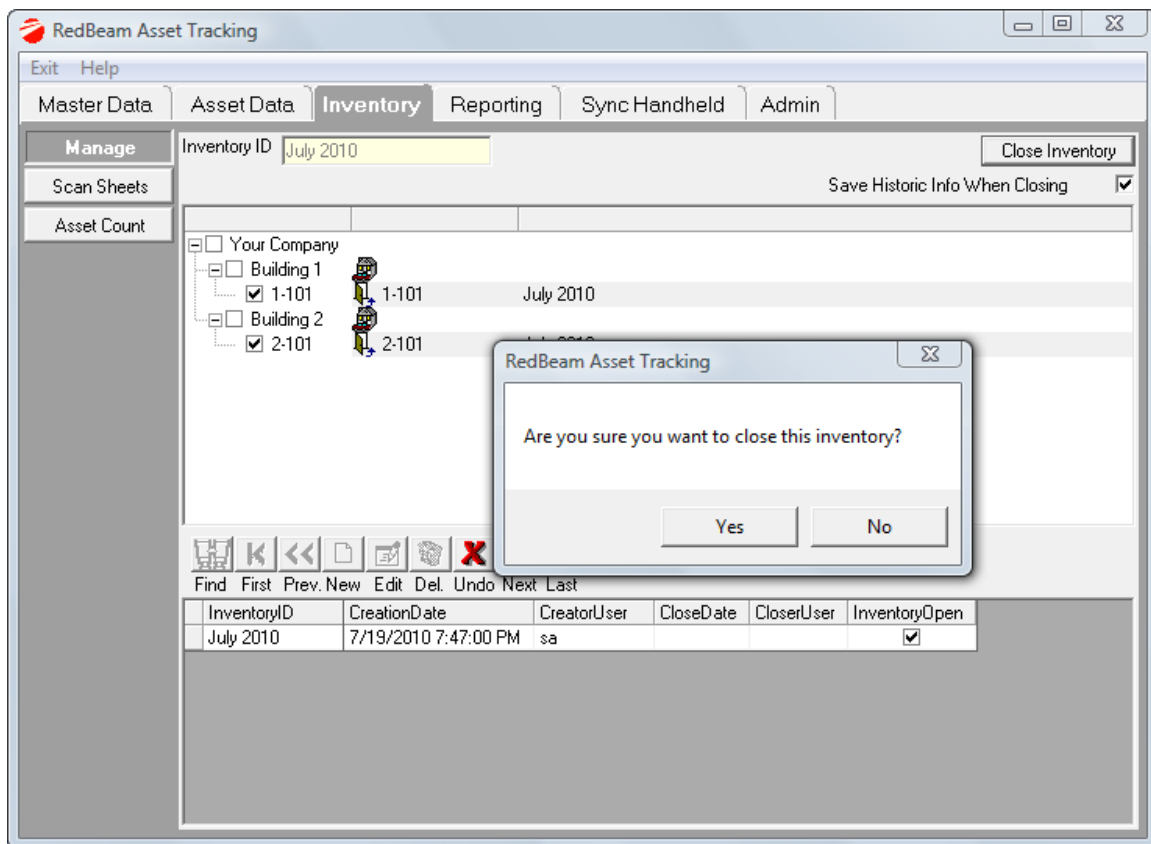 RedBeam Asset Tracking
Exit Help
Master Data Asset Data Inventory Reporting Sync Handheld Admin
Manage Inventory ID July 2010 Close Inventory
Scan Sheets Save Historic Info When Closing
Asset Count
Your Company
Building 1
1-101 1-101 July 2010
Building 2
2-101 2-101
RedBeam Asset Tracking
Are you sure you want to close this inventory?
Yes No
Find First Prev. New Edit Del. Undo Next Last
InventoryID CreationDate CreatorUser CloseDate CloserUser InventoryOpen
July 2010 7/19/2010 7:47:00 PM sa